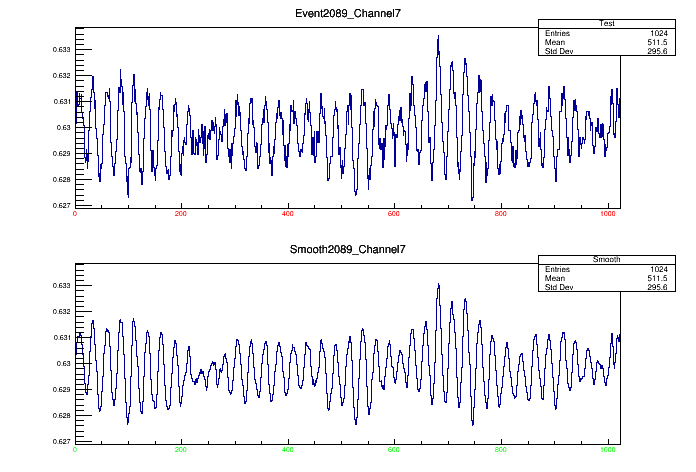 Event2089_Channel7
Test
Entries 1024
Mean 511.5
Std Dev 295.6
0.633
0.632
0.631
0.63
0.629
0.628
0.627
0 200 400 600 800 1000
Smooth2089_Channel7
Smooth
Entries 1024
Mean 511.5
Std Dev 295.6
0.633
0.632
0.631
0.63
0.629
0.628
0.627
0 200 400 600 800 1000